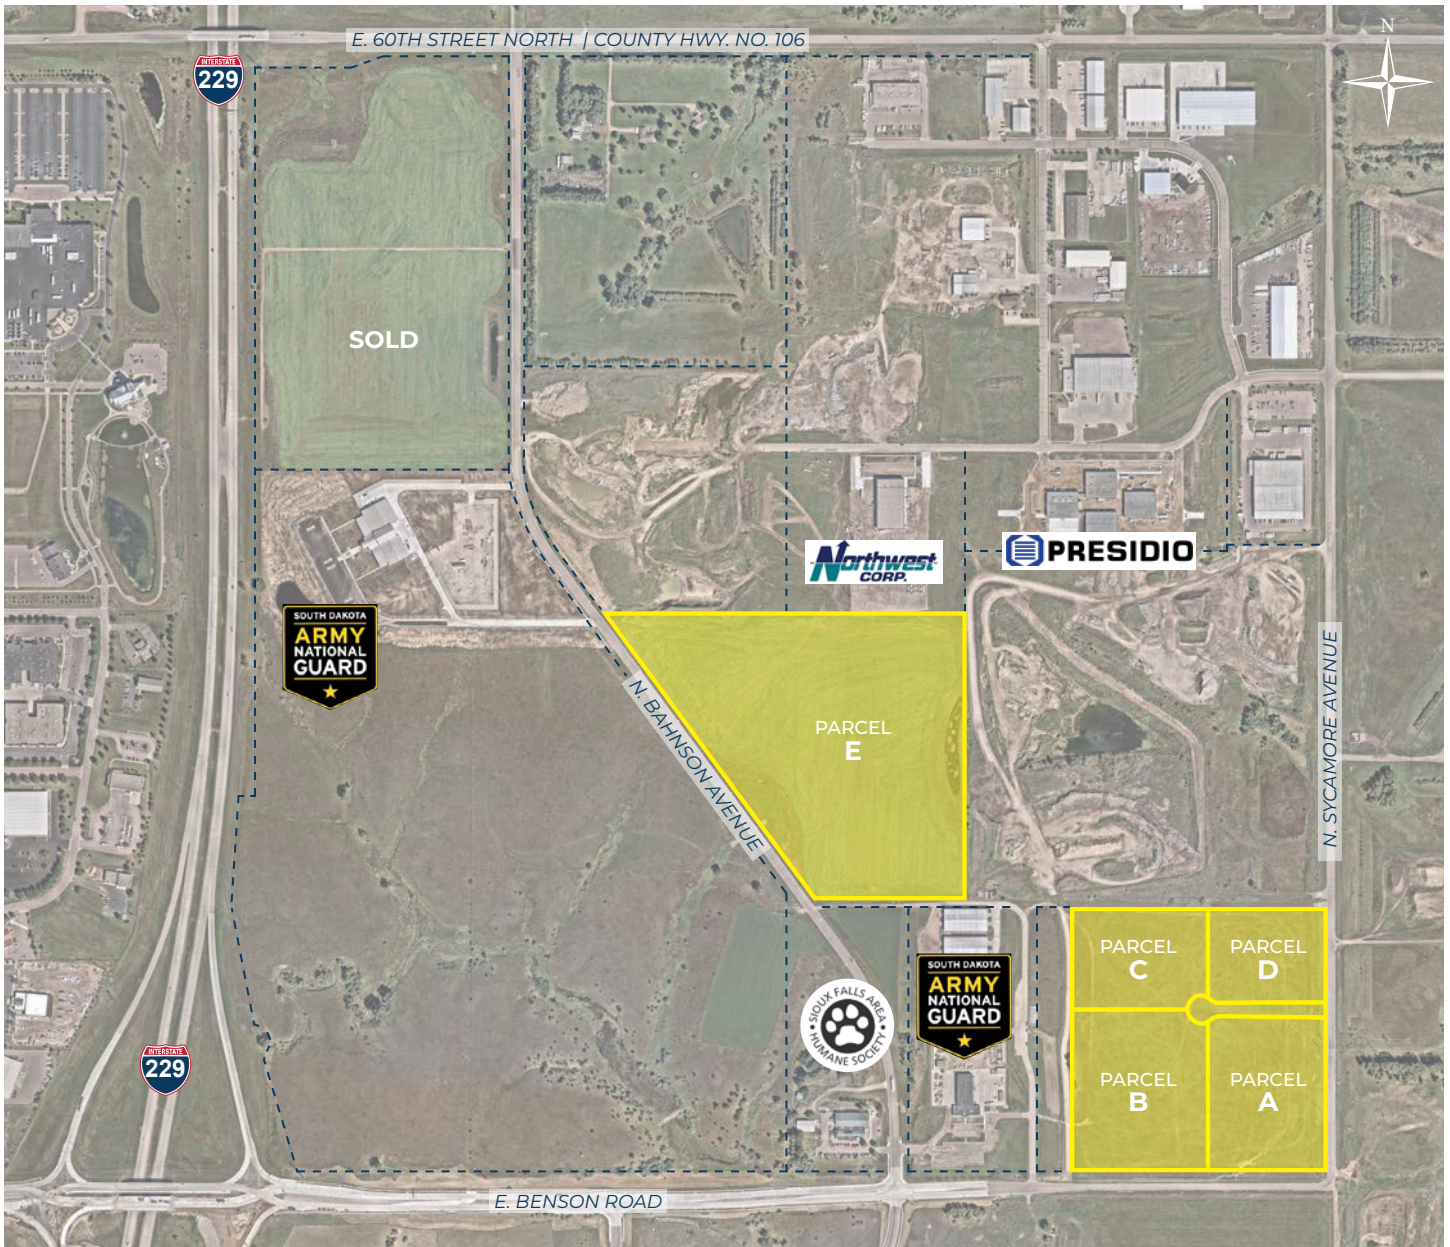 E. 60TH STREET NORTH | COUNTY HWY. NO. 106
N
INTERSTATE
229
SOLD
Northwest
CORP.
PRESIDIO
SOUTH DAKOTA
ARMY
NATIONAL
GUARD
N. BAHNSON AVENUE
PARCEL
E
N. SYCAMORE AVENUE
PARCEL
C
PARCEL
D
SIOUX FALLS AREA
HUMANE SOCIETY
SOUTH DAKOTA
ARMY
NATIONAL
GUARD
INTERSTATE
229
PARCEL
B
PARCEL
A
E. BENSON ROAD